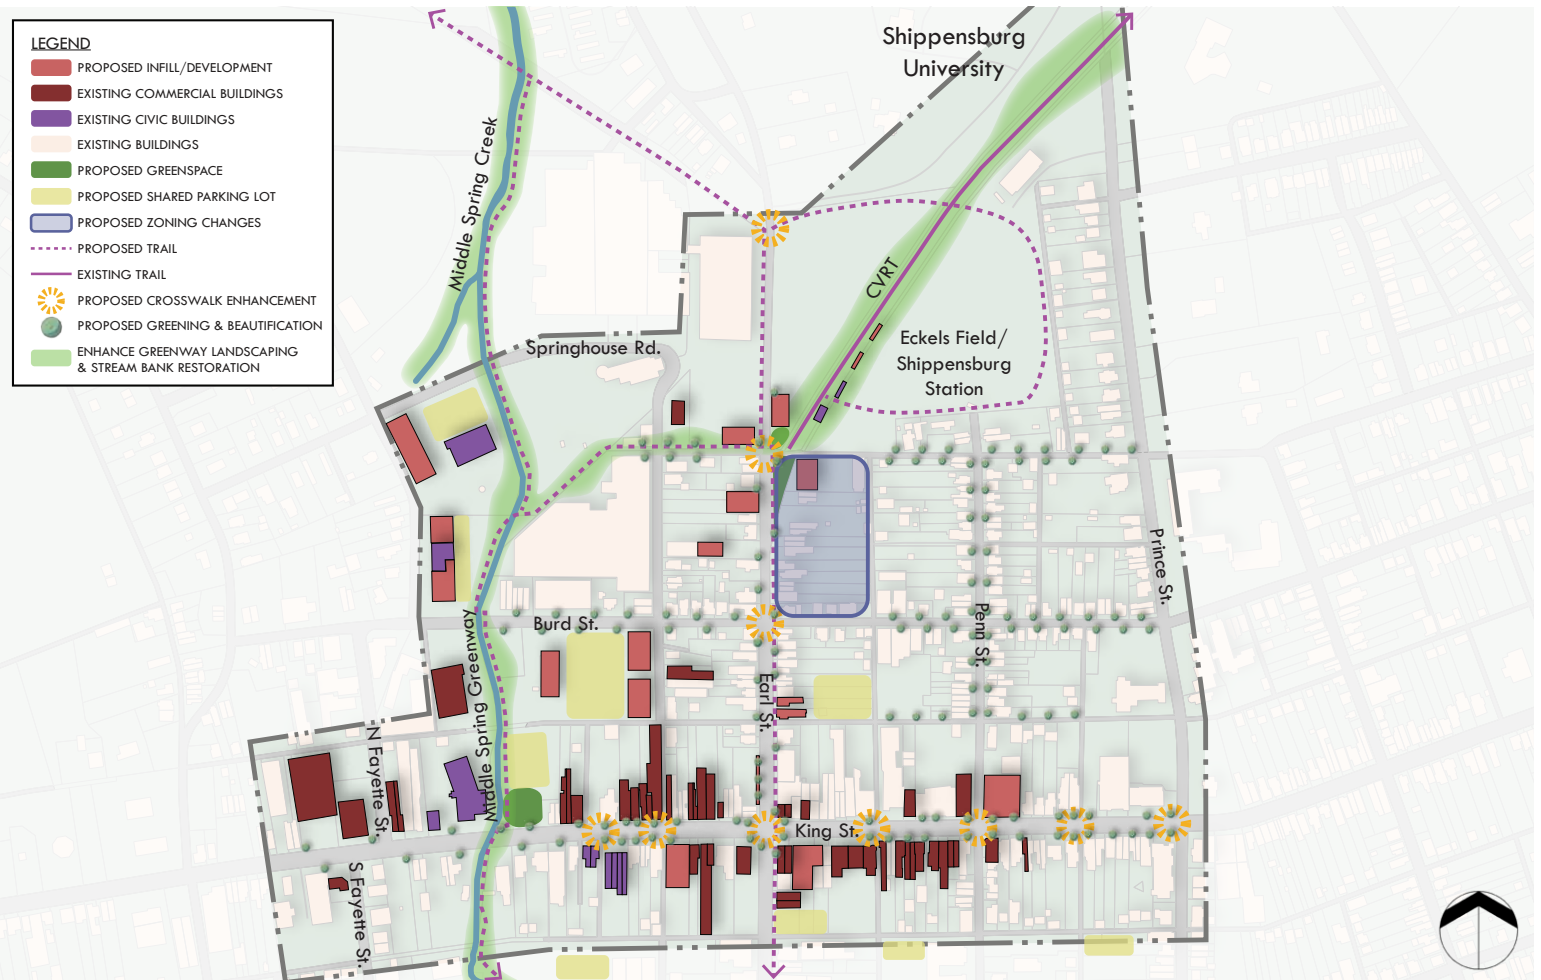 LEGEND
PROPOSED INFILL/DEVELOPMENT
EXISTING COMMERCIAL BUILDINGS
EXISTING CIVIC BUILDINGS
EXISTING BUILDINGS
PROPOSED GREENSPACE
PROPOSED SHARED PARKING LOT
PROPOSED ZONING CHANGES
PROPOSED TRAIL
EXISTING TRAIL
PROPOSED CROSSWALK ENHANCEMENT
PROPOSED GREENING & BEAUTIFICATION
ENHANCE GREENWAY LANDSCAPING
& STREAM BANK RESTORATION
Shippensburg
University
Middle Spring Creek
CVRT
Springhouse Rd.
Eckels Field/
Shippensburg
Station
Prince St.
Burd St.
Penn St.
Middle Spring Greenway
Earl St.
N Fayette St.
King St.
S Fayette St.